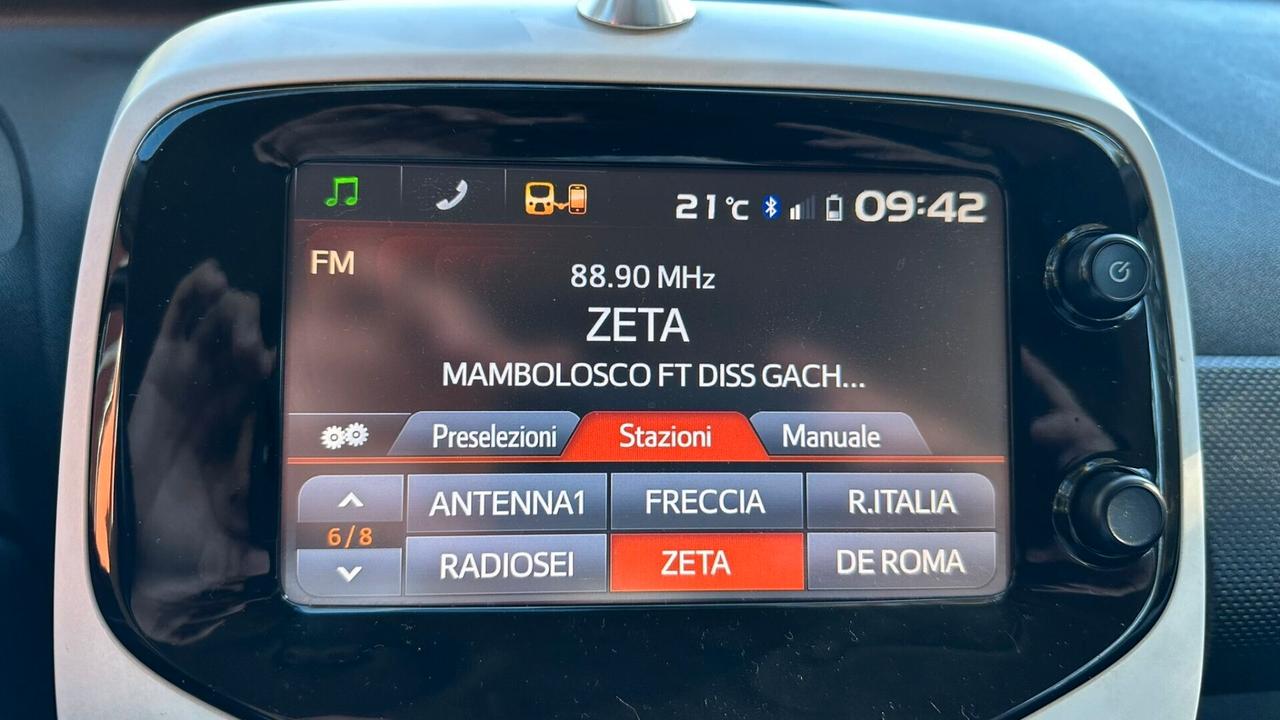 21°C 09:42
FM
88.90 MHz
ZETA
MAMBOLOSCO FT DISS GACH...
Preselezioni Stazioni Manuale
ANTENNA1 FRECCIA R.ITALIA
6/8
RADIOSEI ZETA DE ROMA